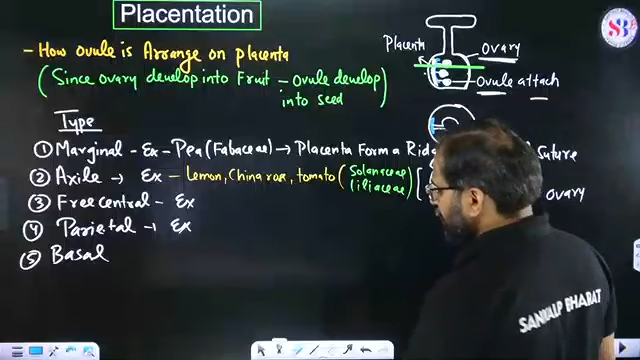 Placentation
SB
- How ovule is Arrange on placenta
(Since ovary develop into Fruit - Ovule develop
into seed)
Placenta
Ovary
Ovule attach
Type
① Marginal - Ex - Pea (Fabaceae) → Placenta Form a Rid Suture
② Axile → Ex - Lemon, China rose, tomato (Solanaceae
liliaceae) [
Ovary
③ Free central - Ex
④ Parietal → Ex
⑤ Basal
SANKALP BHARAT